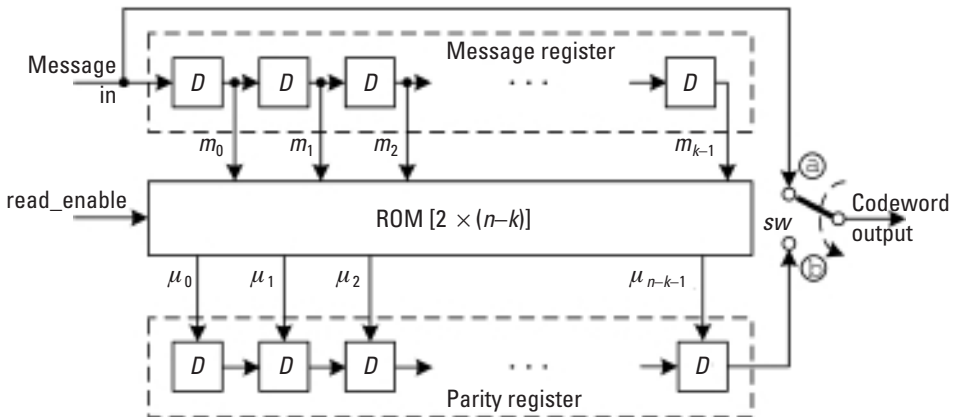 Message in
Message register
D D D · · · D
m0 m1 m2 mk–1
read_enable
ROM [2 × (n–k)]
a
sw
b
Codeword output
μ0 μ1 μ2 μn–k–1
D D D · · · D
Parity register